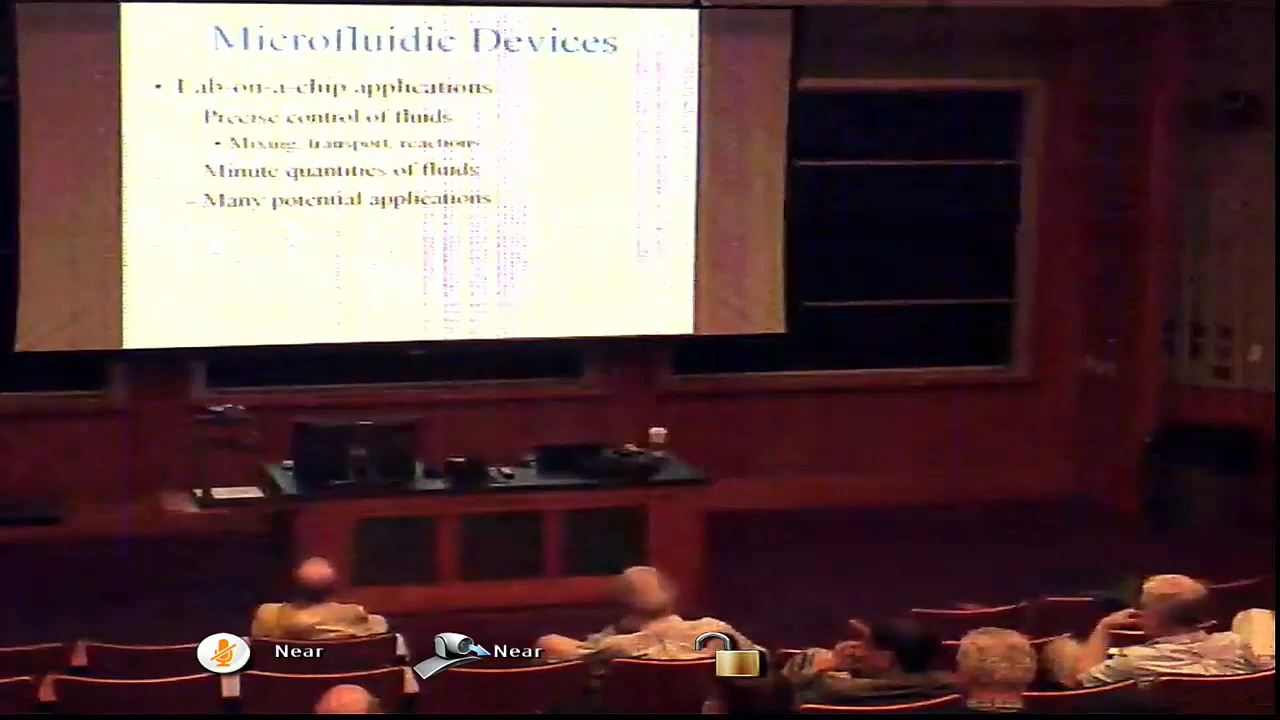 Microfluidic Devices
• Lab-on-a-chip applications
Precise control of fluids
• Mixing, transport, reactions
Minute quantities of fluids
– Many potential applications
Near
Near